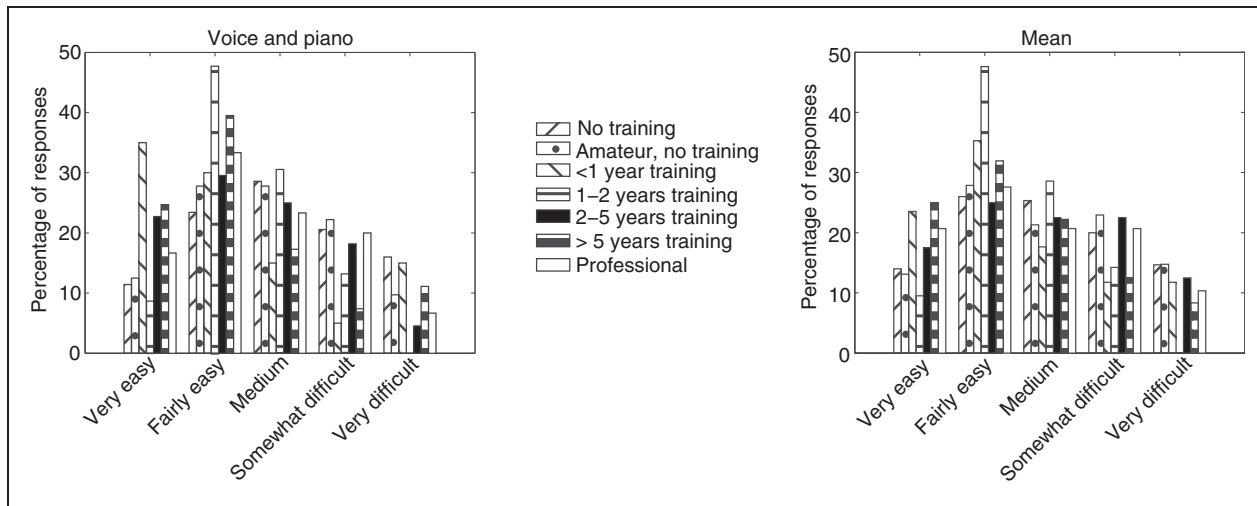 Voice and piano
50
40
30
20
10
0
Percentage of responses
Very easy
Fairly easy
Medium
Somewhat difficult
Very difficult
No training
Amateur, no training
<1 year training
1–2 years training
2–5 years training
> 5 years training
Professional
Mean
50
40
30
20
10
0
Percentage of responses
Very easy
Fairly easy
Medium
Somewhat difficult
Very difficult